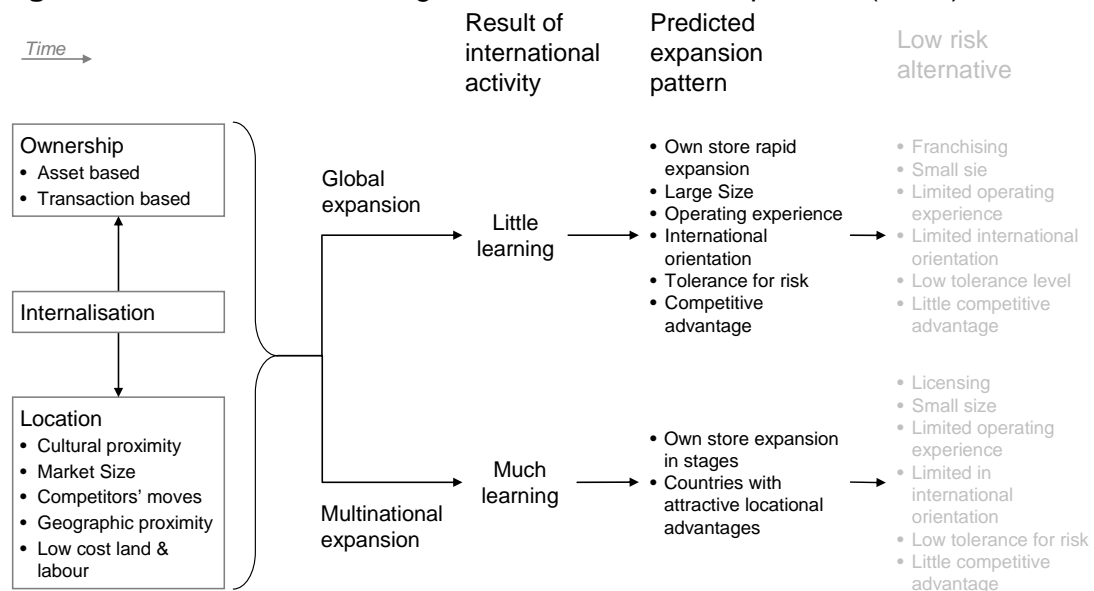 Result of
international
activity
Predicted
expansion
pattern
Low risk
alternative
Time
Ownership
• Asset based
• Transaction based
Internalisation
Location
• Cultural proximity
• Market Size
• Competitors' moves
• Geographic proximity
• Low cost land &
labour
Global
expansion
Little
learning
• Own store rapid
expansion
• Large Size
• Operating experience
• International
orientation
• Tolerance for risk
• Competitive
advantage
• Franchising
• Small sie
• Limited operating
experience
• Limited international
orientation
• Low tolerance level
• Little competitive
advantage
Multinational
expansion
Much
learning
• Own store expansion
in stages
• Countries with
attractive locational
advantages
• Licensing
• Small size
• Limited operating
experience
• Limited in
international
orientation
• Low tolerance for risk
• Little competitive
advantage